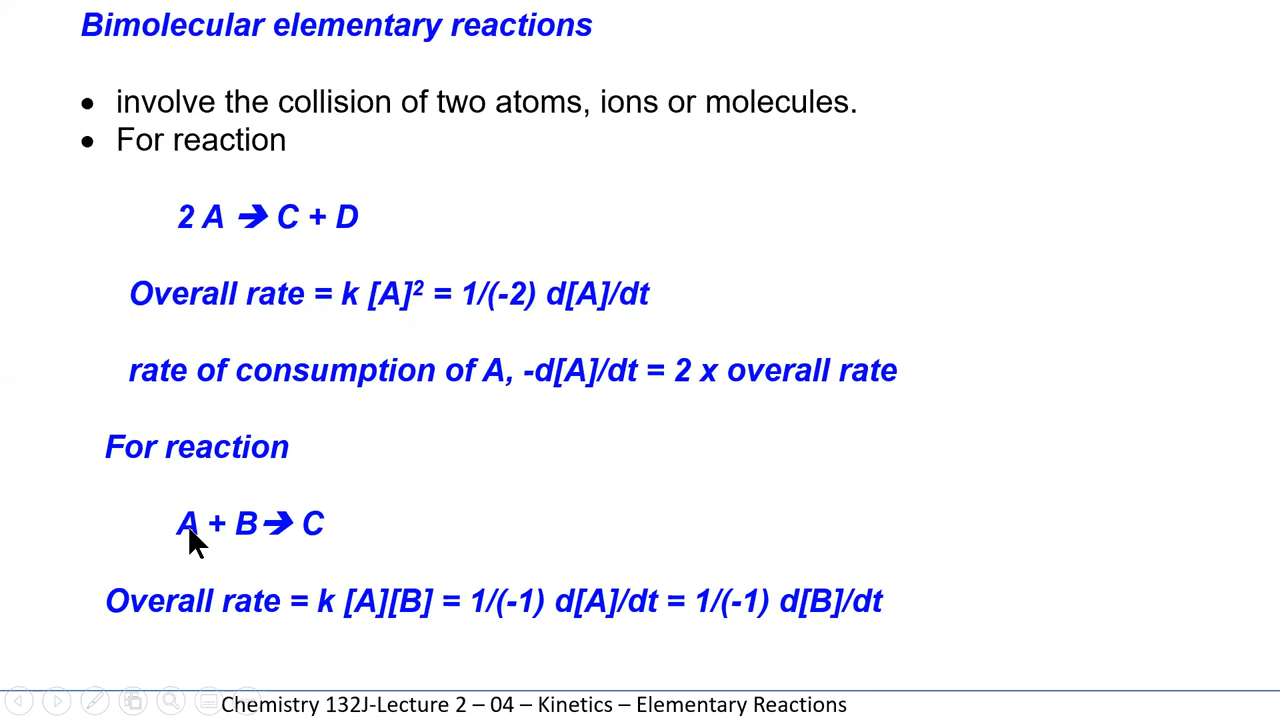 Bimolecular elementary reactions
• involve the collision of two atoms, ions or molecules.
• For reaction
2 A ➔ C + D
Overall rate = k [A]² = 1/(-2) d[A]/dt
rate of consumption of A, -d[A]/dt = 2 x overall rate
For reaction
A + B➔ C
Overall rate = k [A][B] = 1/(-1) d[A]/dt = 1/(-1) d[B]/dt
Chemistry 132J-Lecture 2 – 04 – Kinetics – Elementary Reactions